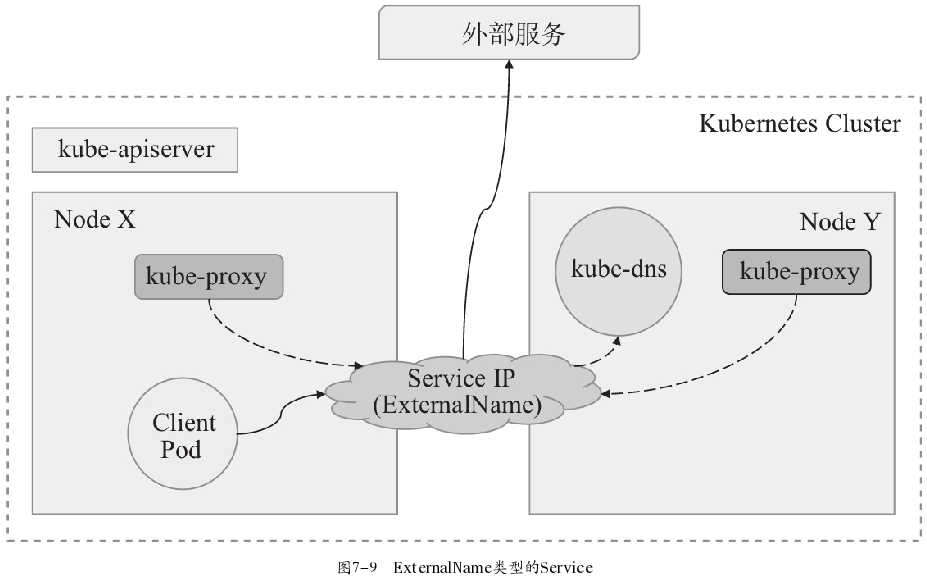 外部服务
Kubernetes Cluster
kube-apiserver
Node X
kube-proxy
Client
Pod
Service IP
(ExternalName)
Node Y
kube-dns
kube-proxy
图7-9 ExternalName类型的Service